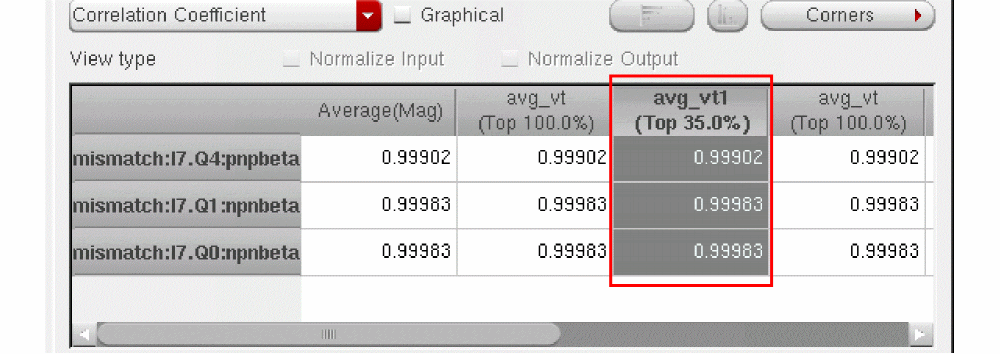 Correlation Coefficient Graphical Corners
View type Normalize Input Normalize Output
Average(Mag) avg_vt (Top 100.0%) avg_vt1 (Top 35.0%) avg_vt (Top 100.0%)
mismatch:I7.Q4:pnpbeta 0.99902 0.99902 0.99902 0.99902
mismatch:I7.Q1:npnbeta 0.99983 0.99983 0.99983 0.99983
mismatch:I7.Q0:npnbeta 0.99983 0.99983 0.99983 0.99983